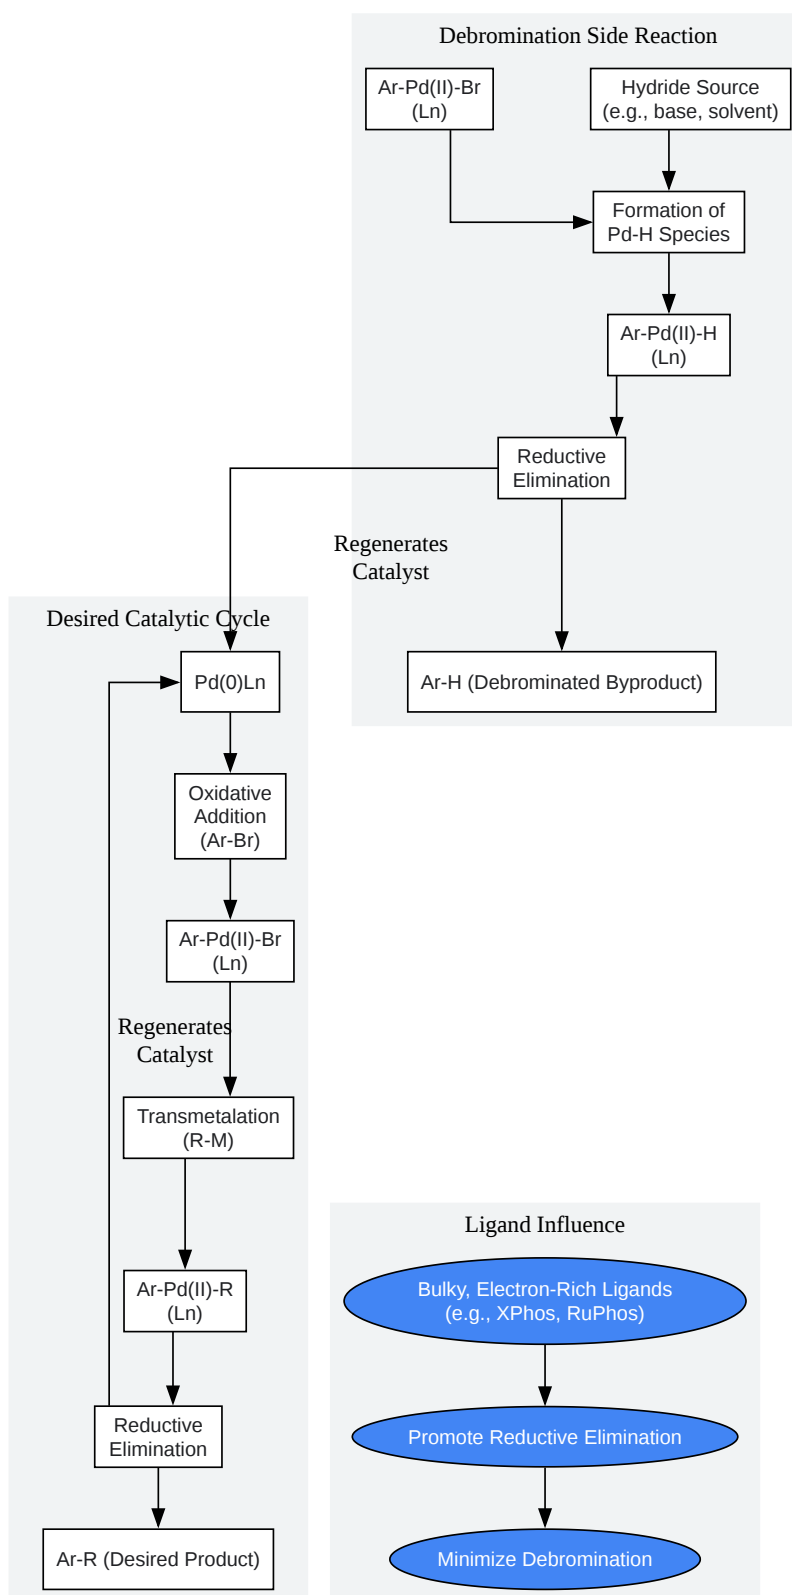 Debromination Side Reaction
Ar-Pd(II)-Br
(Ln)
Hydride Source
(e.g., base, solvent)
Formation of
Pd-H Species
Ar-Pd(II)-H
(Ln)
Reductive
Elimination
Regenerates
Catalyst
Ar-H (Debrominated Byproduct)
Desired Catalytic Cycle
Pd(0)Ln
Oxidative
Addition
(Ar-Br)
Ar-Pd(II)-Br
(Ln)
Regenerates
Catalyst
Transmetalation
(R-M)
Ar-Pd(II)-R
(Ln)
Reductive
Elimination
Ar-R (Desired Product)
Ligand Influence
Bulky, Electron-Rich Ligands
(e.g., XPhos, RuPhos)
Promote Reductive Elimination
Minimize Debromination